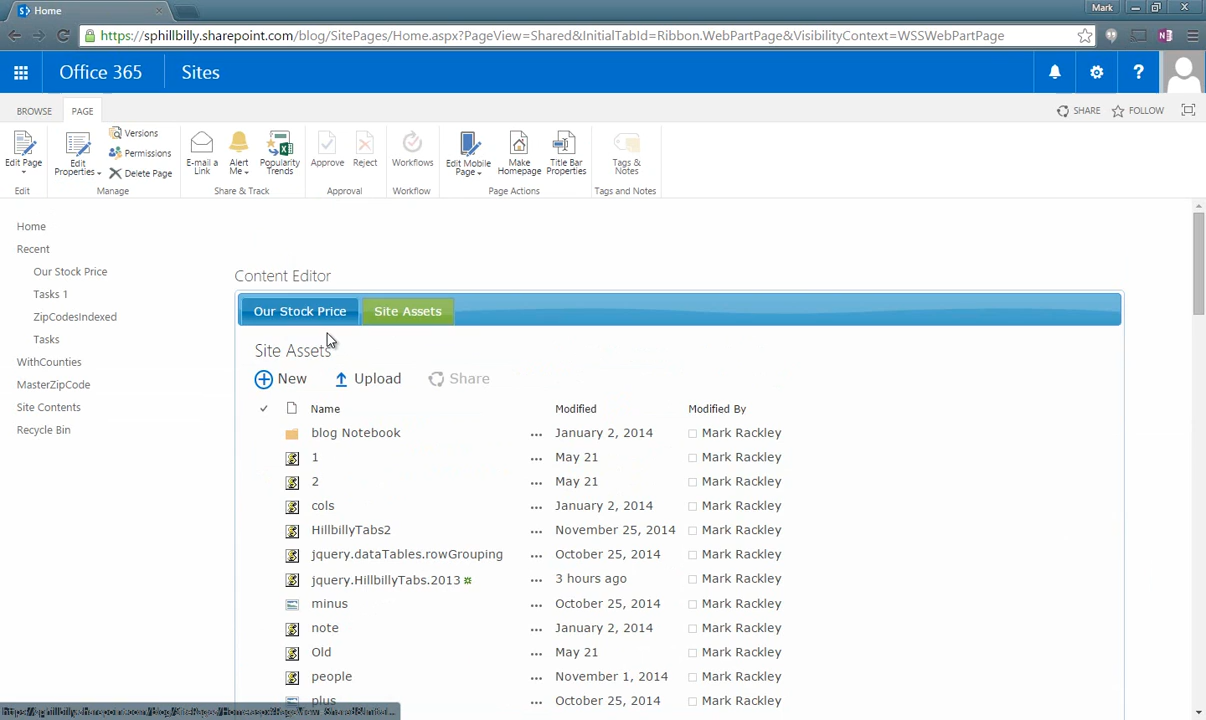 Home
Mark
https://sphillbilly.sharepoint.com/blog/SitePages/Home.aspx?PageView=Shared&InitialTabId=Ribbon.WebPartPage&VisibilityContext=WSSWebPartPage
Office 365 Sites ?
BROWSE PAGE SHARE FOLLOW
Edit Page
Edit Properties
Versions
Permissions
Delete Page
E-mail a Link
Alert Me
Popularity Trends
Approve
Reject
Workflows
Edit Mobile Page
Make Homepage
Title Bar Properties
Tags & Notes
Edit Manage Share & Track Approval Workflow Page Actions Tags and Notes
Home
Recent
Our Stock Price
Tasks 1
ZipCodesIndexed
Tasks
WithCounties
MasterZipCode
Site Contents
Recycle Bin
Content Editor
Our Stock Price Site Assets
Site Assets
New Upload Share
Name Modified Modified By
blog Notebook ... January 2, 2014 Mark Rackley
1 ... May 21 Mark Rackley
2 ... May 21 Mark Rackley
cols ... January 2, 2014 Mark Rackley
HillbillyTabs2 ... November 25, 2014 Mark Rackley
jquery.dataTables.rowGrouping ... October 25, 2014 Mark Rackley
jquery.HillbillyTabs.2013 ... 3 hours ago Mark Rackley
minus ... October 25, 2014 Mark Rackley
note ... January 2, 2014 Mark Rackley
Old ... May 21 Mark Rackley
people ... November 1, 2014 Mark Rackley
plus ... October 25, 2014 Mark Rackley